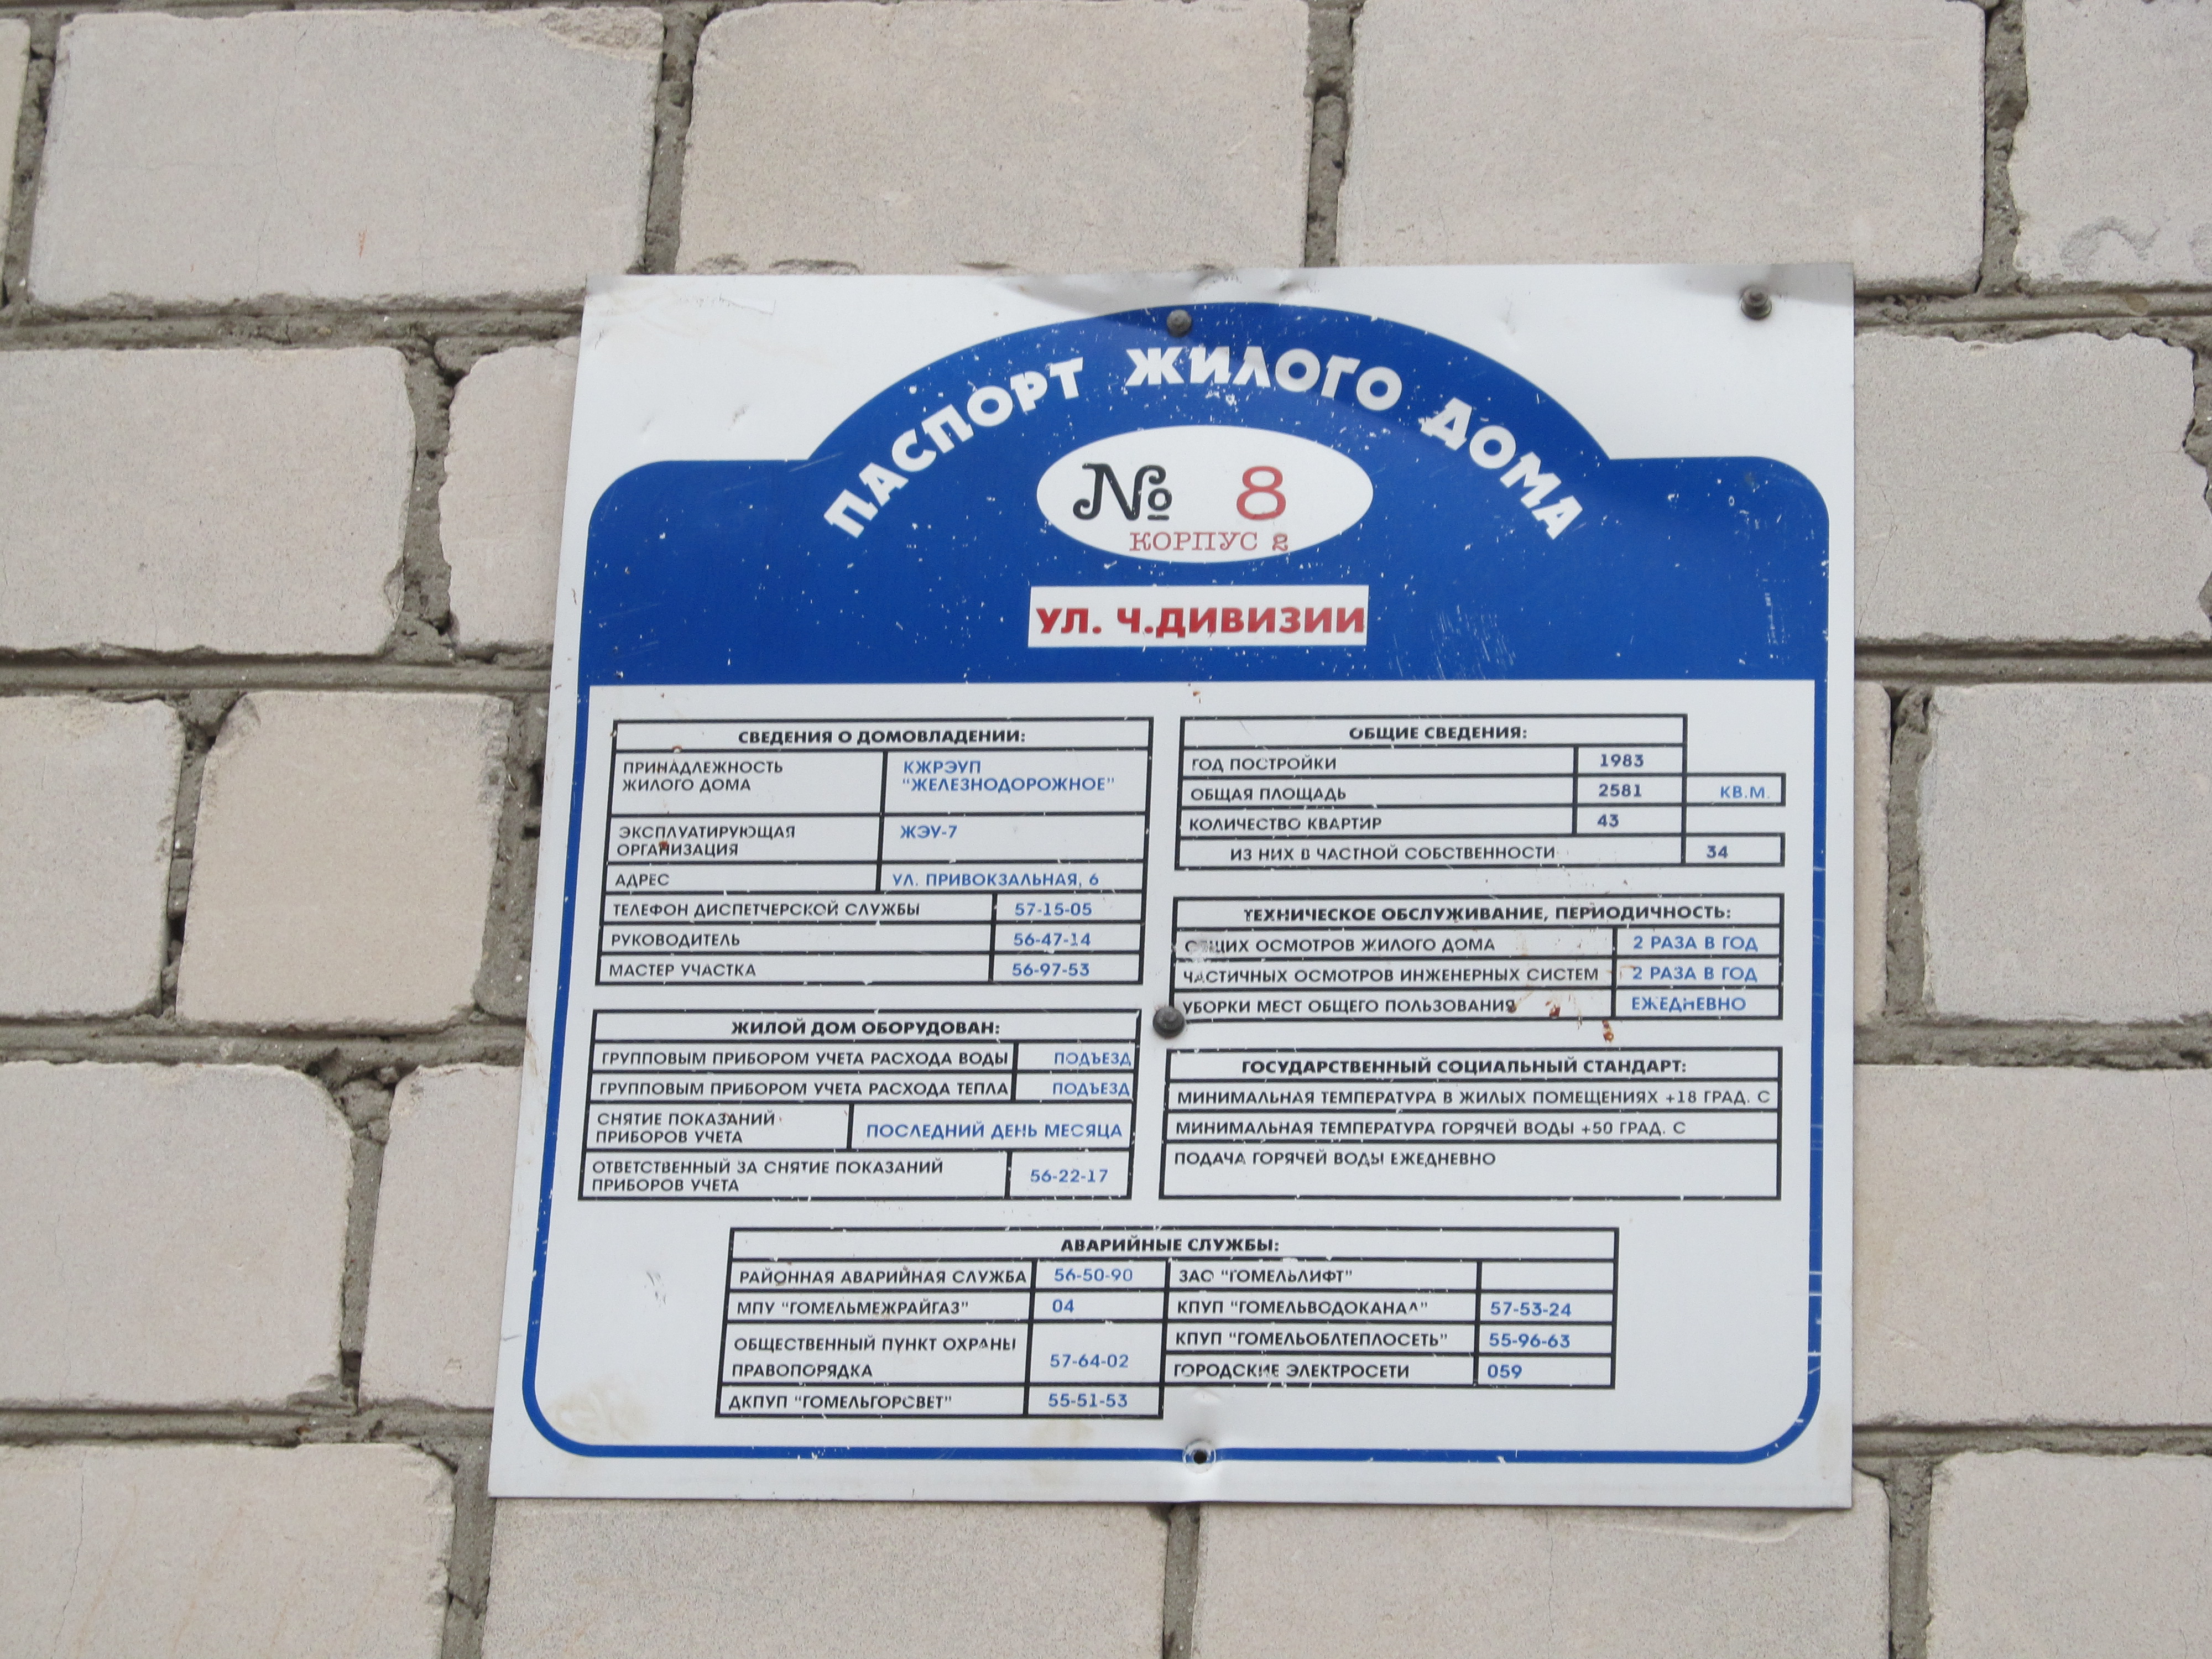 ПАСПОРТ ЖИЛОГО ДОМА
№ 8
КОРПУС 2
УЛ. Ч.ДИВИЗИИ
СВЕДЕНИЯ О ДОМОВЛАДЕНИИ:
ПРИНАДЛЕЖНОСТЬ
ЖИЛОГО ДОМА
КЖРЭУП
"ЖЕЛЕЗНОДОРОЖНОЕ"
ЭКСПЛУАТИРУЮЩАЯ
ОРГАНИЗАЦИЯ
ЖЭУ-7
АДРЕС УЛ. ПРИВОКЗАЛЬНАЯ, 6
ТЕЛЕФОН ДИСПЕТЧЕРСКОЙ СЛУЖБЫ 57-15-05
РУКОВОДИТЕЛЬ 56-47-14
МАСТЕР УЧАСТКА 56-97-53
ЖИЛОЙ ДОМ ОБОРУДОВАН:
ГРУППОВЫМ ПРИБОРОМ УЧЕТА РАСХОДА ВОДЫ ПОДЪЕЗД
ГРУППОВЫМ ПРИБОРОМ УЧЕТА РАСХОДА ТЕПЛА ПОДЪЕЗД
СНЯТИЕ ПОКАЗАНИЙ
ПРИБОРОВ УЧЕТА
ПОСЛЕДНИЙ ДЕНЬ МЕСЯЦА
ОТВЕТСТВЕННЫЙ ЗА СНЯТИЕ ПОКАЗАНИЙ
ПРИБОРОВ УЧЕТА
56-22-17
ОБЩИЕ СВЕДЕНИЯ:
ГОД ПОСТРОЙКИ 1983
ОБЩАЯ ПЛОЩАДЬ 2581 КВ.М.
КОЛИЧЕСТВО КВАРТИР 43
ИЗ НИХ В ЧАСТНОЙ СОБСТВЕННОСТИ 34
ТЕХНИЧЕСКОЕ ОБСЛУЖИВАНИЕ, ПЕРИОДИЧНОСТЬ:
ОБЩИХ ОСМОТРОВ ЖИЛОГО ДОМА 2 РАЗА В ГОД
ЧАСТИЧНЫХ ОСМОТРОВ ИНЖЕНЕРНЫХ СИСТЕМ 2 РАЗА В ГОД
УБОРКИ МЕСТ ОБЩЕГО ПОЛЬЗОВАНИЯ ЕЖЕДНЕВНО
ГОСУДАРСТВЕННЫЙ СОЦИАЛЬНЫЙ СТАНДАРТ:
МИНИМАЛЬНАЯ ТЕМПЕРАТУРА В ЖИЛЫХ ПОМЕЩЕНИЯХ +18 ГРАД. С
МИНИМАЛЬНАЯ ТЕМПЕРАТУРА ГОРЯЧЕЙ ВОДЫ +50 ГРАД. С
ПОДАЧА ГОРЯЧЕЙ ВОДЫ ЕЖЕДНЕВНО
АВАРИЙНЫЕ СЛУЖБЫ:
РАЙОННАЯ АВАРИЙНАЯ СЛУЖБА 56-50-90
МПУ "ГОМЕЛЬМЕЖРАЙГАЗ" 04
ОБЩЕСТВЕННЫЙ ПУНКТ ОХРАНЫ
ПРАВОПОРЯДКА
57-64-02
ДКПУП "ГОМЕЛЬГОРСВЕТ" 55-51-53
ЗАО "ГОМЕЛЬЛИФТ"
КПУП "ГОМЕЛЬВОДОКАНАЛ" 57-53-24
КПУП "ГОМЕЛЬОБЛТЕПЛОСЕТЬ" 55-96-63
ГОРОДСКИЕ ЭЛЕКТРОСЕТИ 059